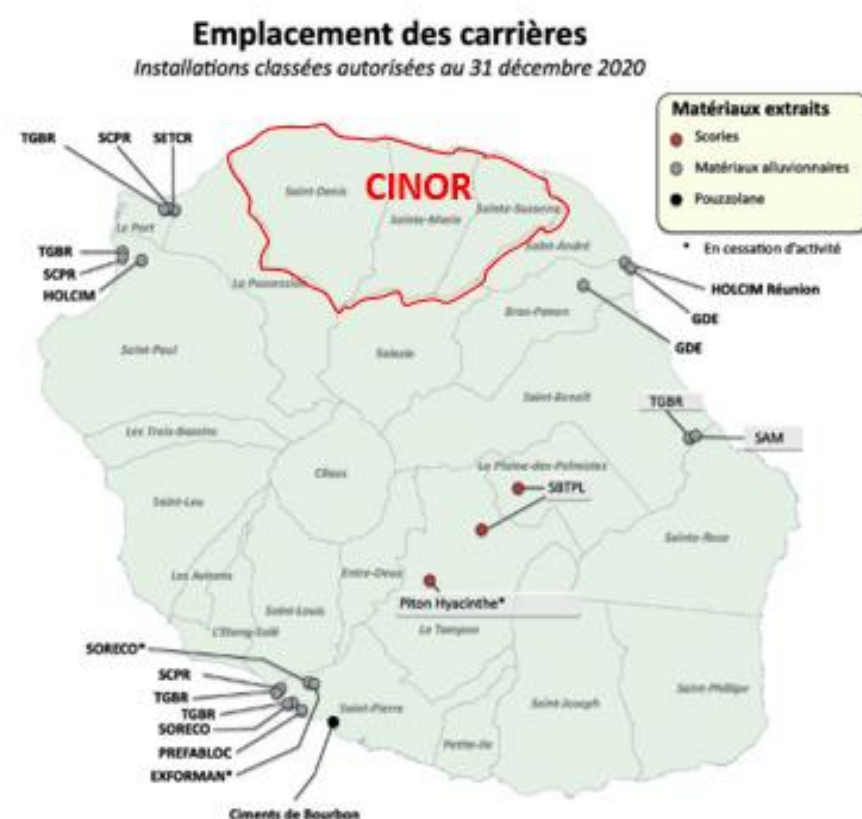 Emplacement des carrières
Installations classées autorisées au 31 décembre 2020
Matériaux extraits
Scories
Matériaux alluvionnaires
Pouzzolane
* En cessation d'activité
TGBR
SCPR
SETCR
CINOR
Saint-Denis
Sainte-Marie
Sainte-Suzanne
Le Port
Saint-André
TGBR
SCPR
HOLCIM
La Possession
HOLCIM Réunion
GDE
Bras-Panon
GDE
Saint-Paul
Salazie
Saint-Benoît
TGBR
SAM
Les Trois-Bassins
Cilaos
La Plaine-des-Palmistes
SBTPL
Saint-Leu
Sainte-Rose
Les Avirons
Entre-Deux
Piton Hyacinthe*
Saint-Louis
L'Etang-Salé
Le Tampon
SORECO*
SCPR
TGBR
TGBR
SORECO
PREFABLOC
EXFORMAN*
Saint-Pierre
Saint-Joseph
Saint-Philippe
Petite-Ile
Ciments de Bourbon